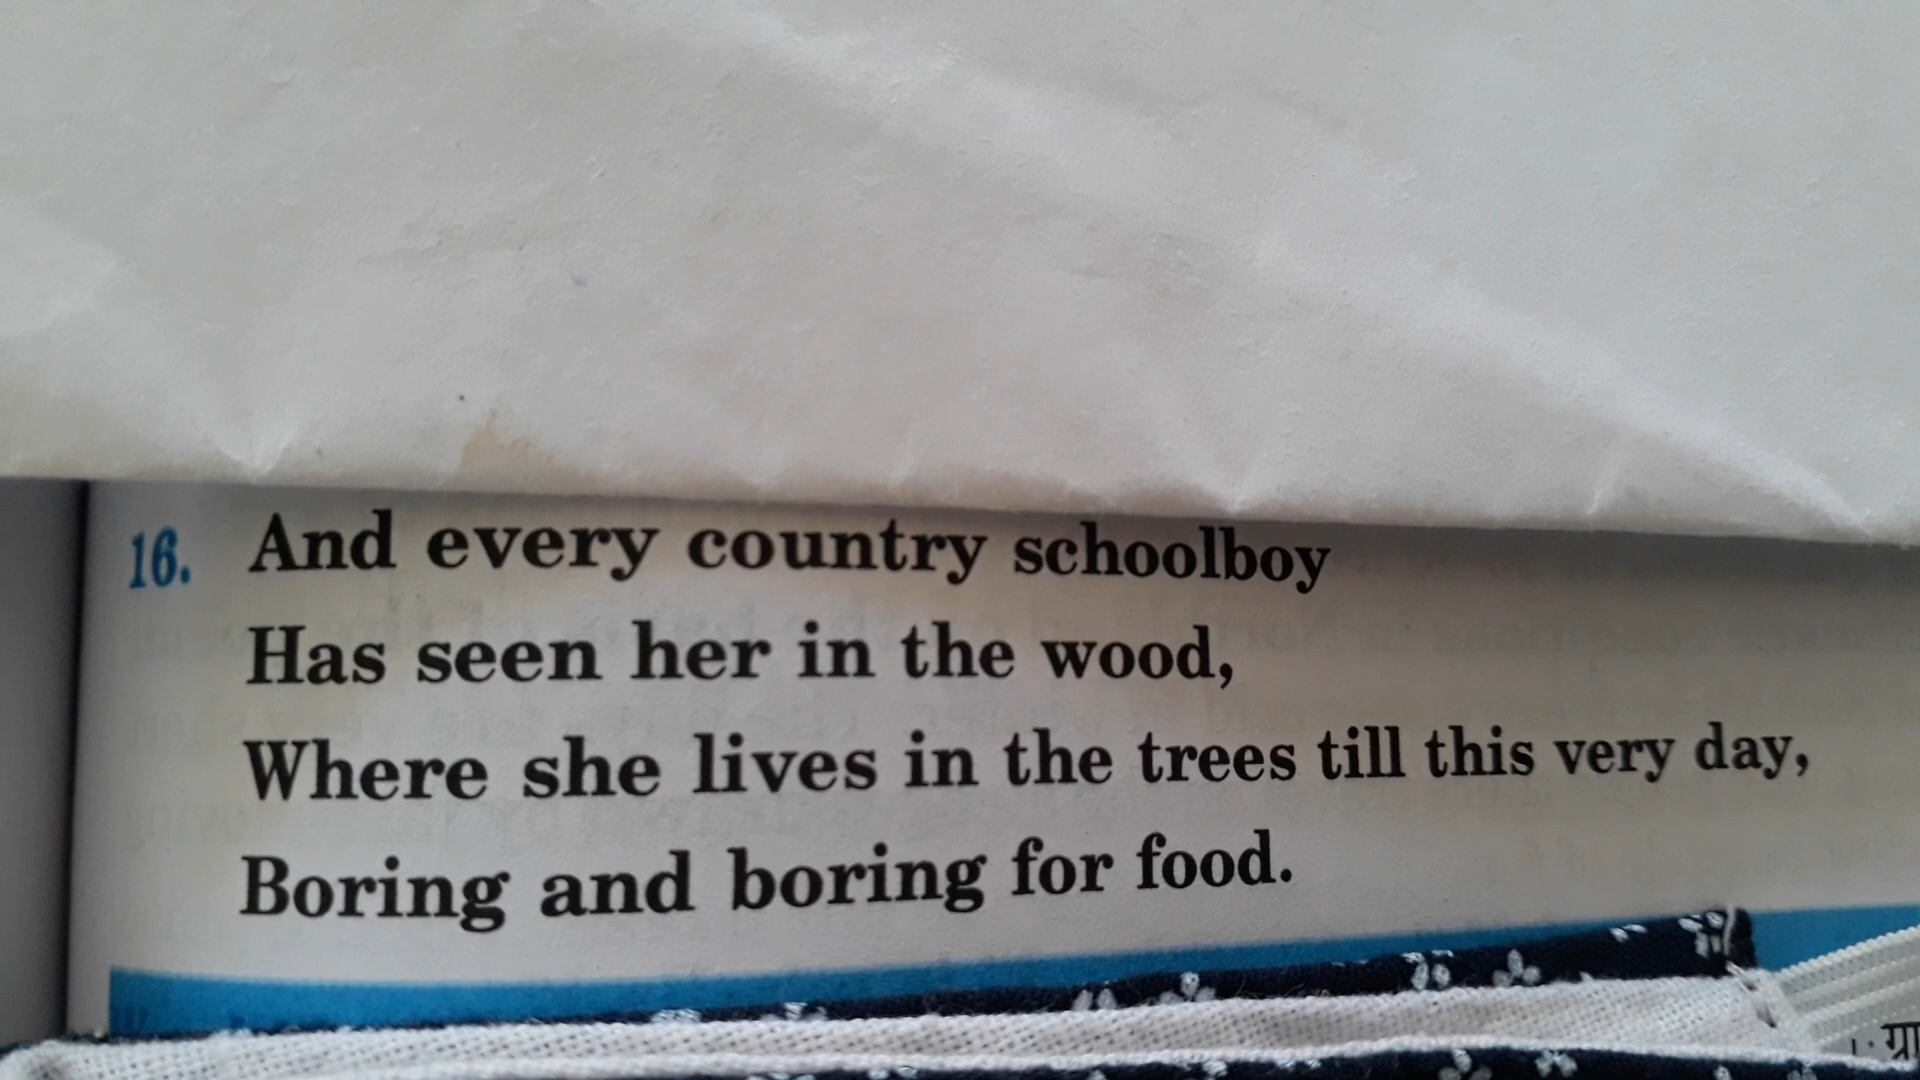 16. And every country schoolboy
Has seen her in the wood,
Where she lives in the trees till this very day,
Boring and boring for food.